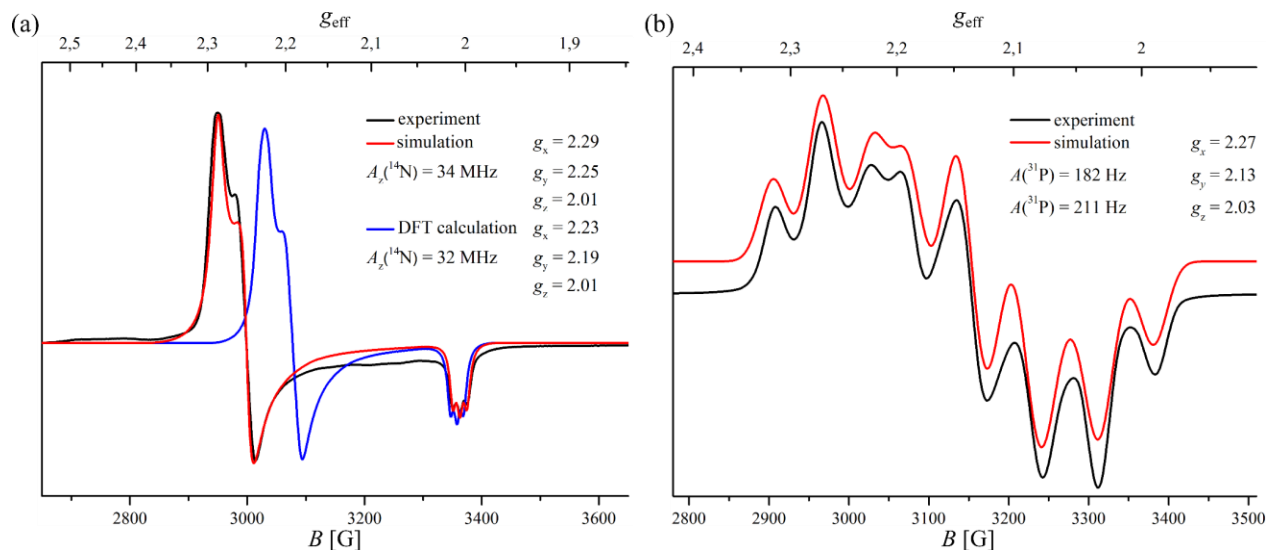 (a)
g_eff
2,5 2,4 2,3 2,2 2,1 2 1,9
experiment
simulation
g_x = 2.29
A_z(¹⁴N) = 34 MHz
g_y = 2.25
g_z = 2.01
DFT calculation
g_x = 2.23
A_z(¹⁴N) = 32 MHz
g_y = 2.19
g_z = 2.01
2800 3000 3200 3400 3600
B [G]
(b)
g_eff
2,4 2,3 2,2 2,1 2
experiment
simulation
g_x = 2.27
A(³¹P) = 182 Hz
g_y = 2.13
A(³¹P) = 211 Hz
g_z = 2.03
2800 2900 3000 3100 3200 3300 3400 3500
B [G]